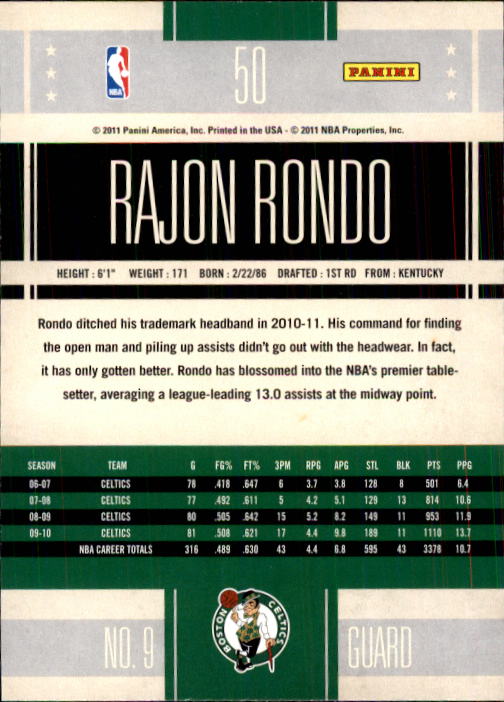 NBA
50
PANINI
© 2011 Panini America, Inc. Printed in the USA - © 2011 NBA Properties, Inc.
RAJON RONDO
HEIGHT : 6'1" WEIGHT : 171 BORN : 2/22/86 DRAFTED : 1ST RD FROM : KENTUCKY
Rondo ditched his trademark headband in 2010-11. His command for finding
the open man and piling up assists didn't go out with the headwear. In fact,
it has only gotten better. Rondo has blossomed into the NBA's premier table-
setter, averaging a league-leading 13.0 assists at the midway point.
SEASON TEAM G FG% FT% 3PM RPG APG STL BLK PTS PPG
06-07 CELTICS 78 .418 .647 6 3.7 3.8 128 8 501 6.4
07-08 CELTICS 77 .492 .611 5 4.2 5.1 129 13 814 10.6
08-09 CELTICS 80 .505 .642 15 5.2 8.2 149 11 953 11.9
09-10 CELTICS 81 .508 .621 17 4.4 9.8 189 11 1110 13.7
NBA CAREER TOTALS 316 .489 .630 43 4.4 6.8 595 43 3378 10.7
BOSTON CELTICS
NO. 9
GUARD